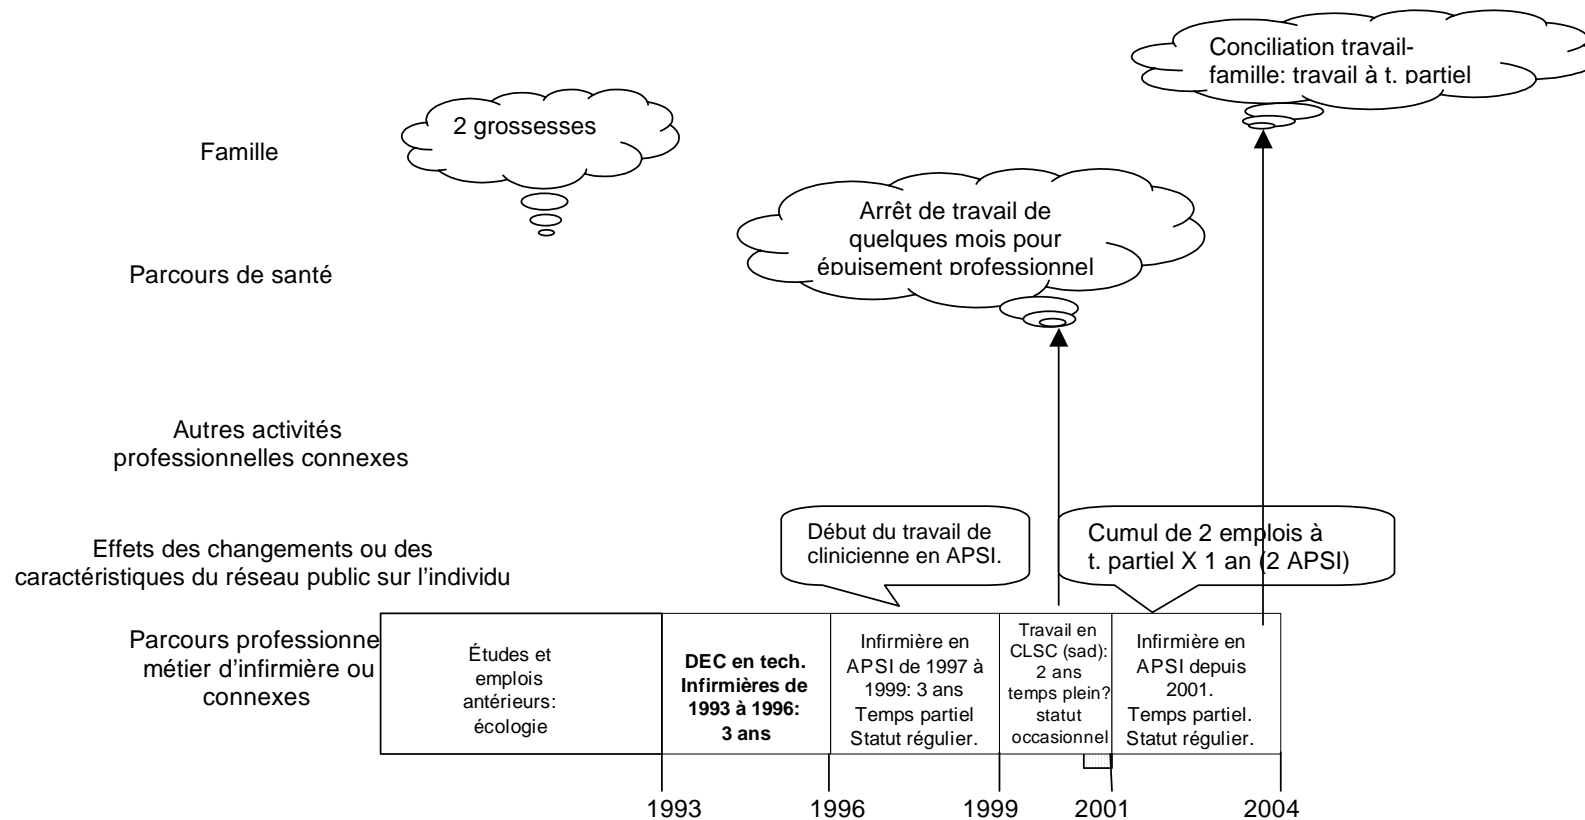 Conciliation travail-
famille: travail à t. partiel
2 grossesses
Famille
Arrêt de travail de
quelques mois pour
épuisement professionnel
Parcours de santé
Autres activités
professionnelles connexes
Début du travail de
clinicienne en APSI.
Cumul de 2 emplois à
t. partiel X 1 an (2 APSI)
Effets des changements ou des
caractéristiques du réseau public sur l’individu
Parcours professionne
métier d’infirmière ou
connexes
Études et
emplois
antérieurs:
écologie
DEC en tech.
Infirmières de
1993 à 1996:
3 ans
Infirmière en
APSI de 1997 à
1999: 3 ans
Temps partiel
Statut régulier.
Travail en
CLSC (sad):
2 ans
temps plein?
statut
occasionnel
Infirmière en
APSI depuis
2001.
Temps partiel.
Statut régulier.
1993
1996
1999
2001
2004